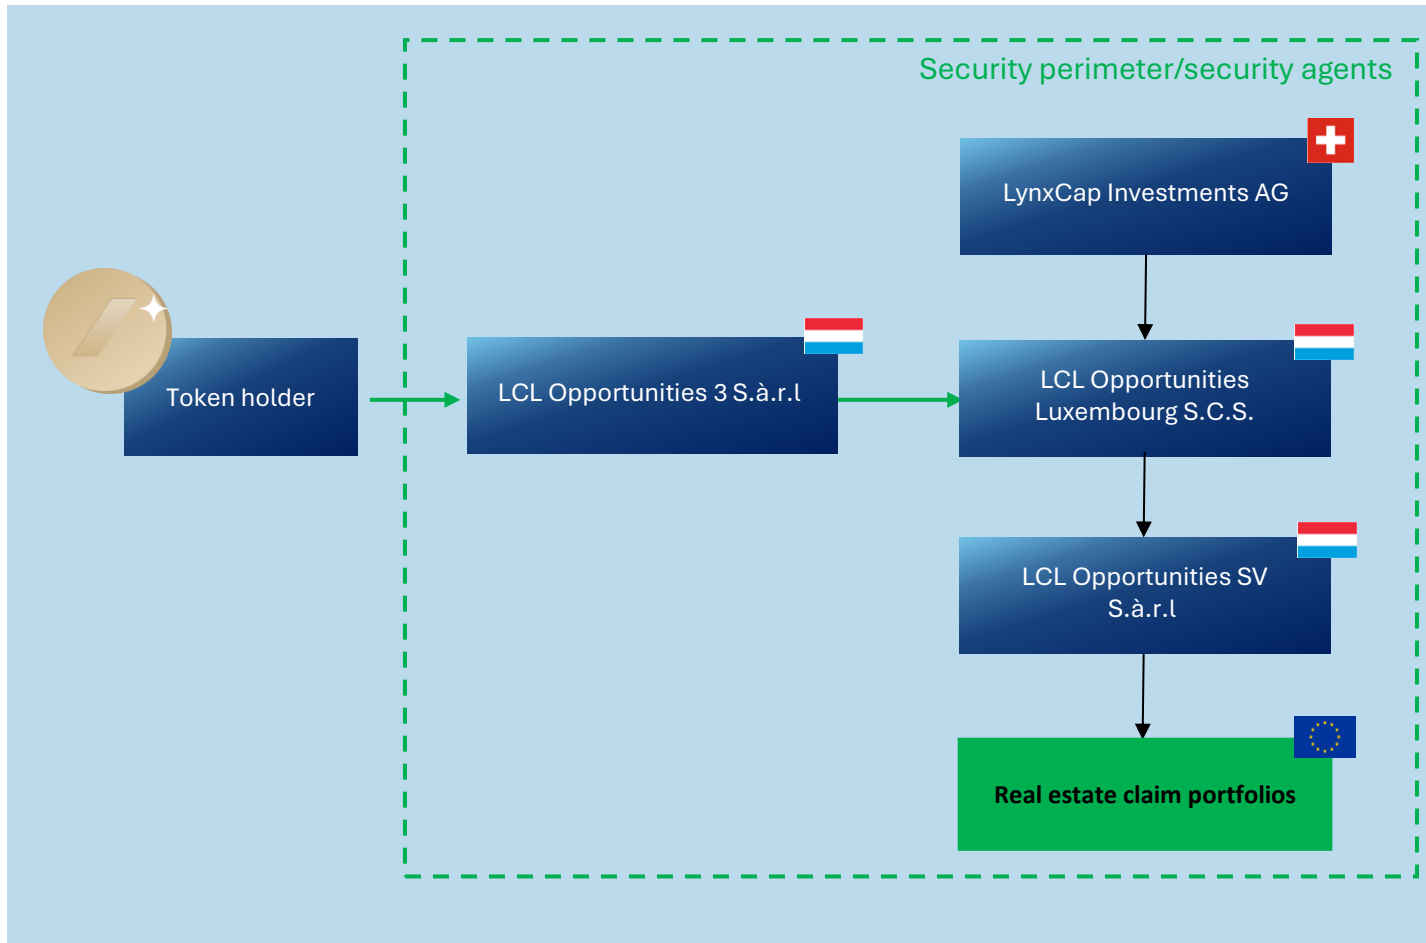 Security perimeter/security agents
LynxCap Investments AG
Token holder
LCL Opportunities 3 S.à.r.l
LCL Opportunities
Luxembourg S.C.S.
LCL Opportunities SV
S.à.r.l
Real estate claim portfolios